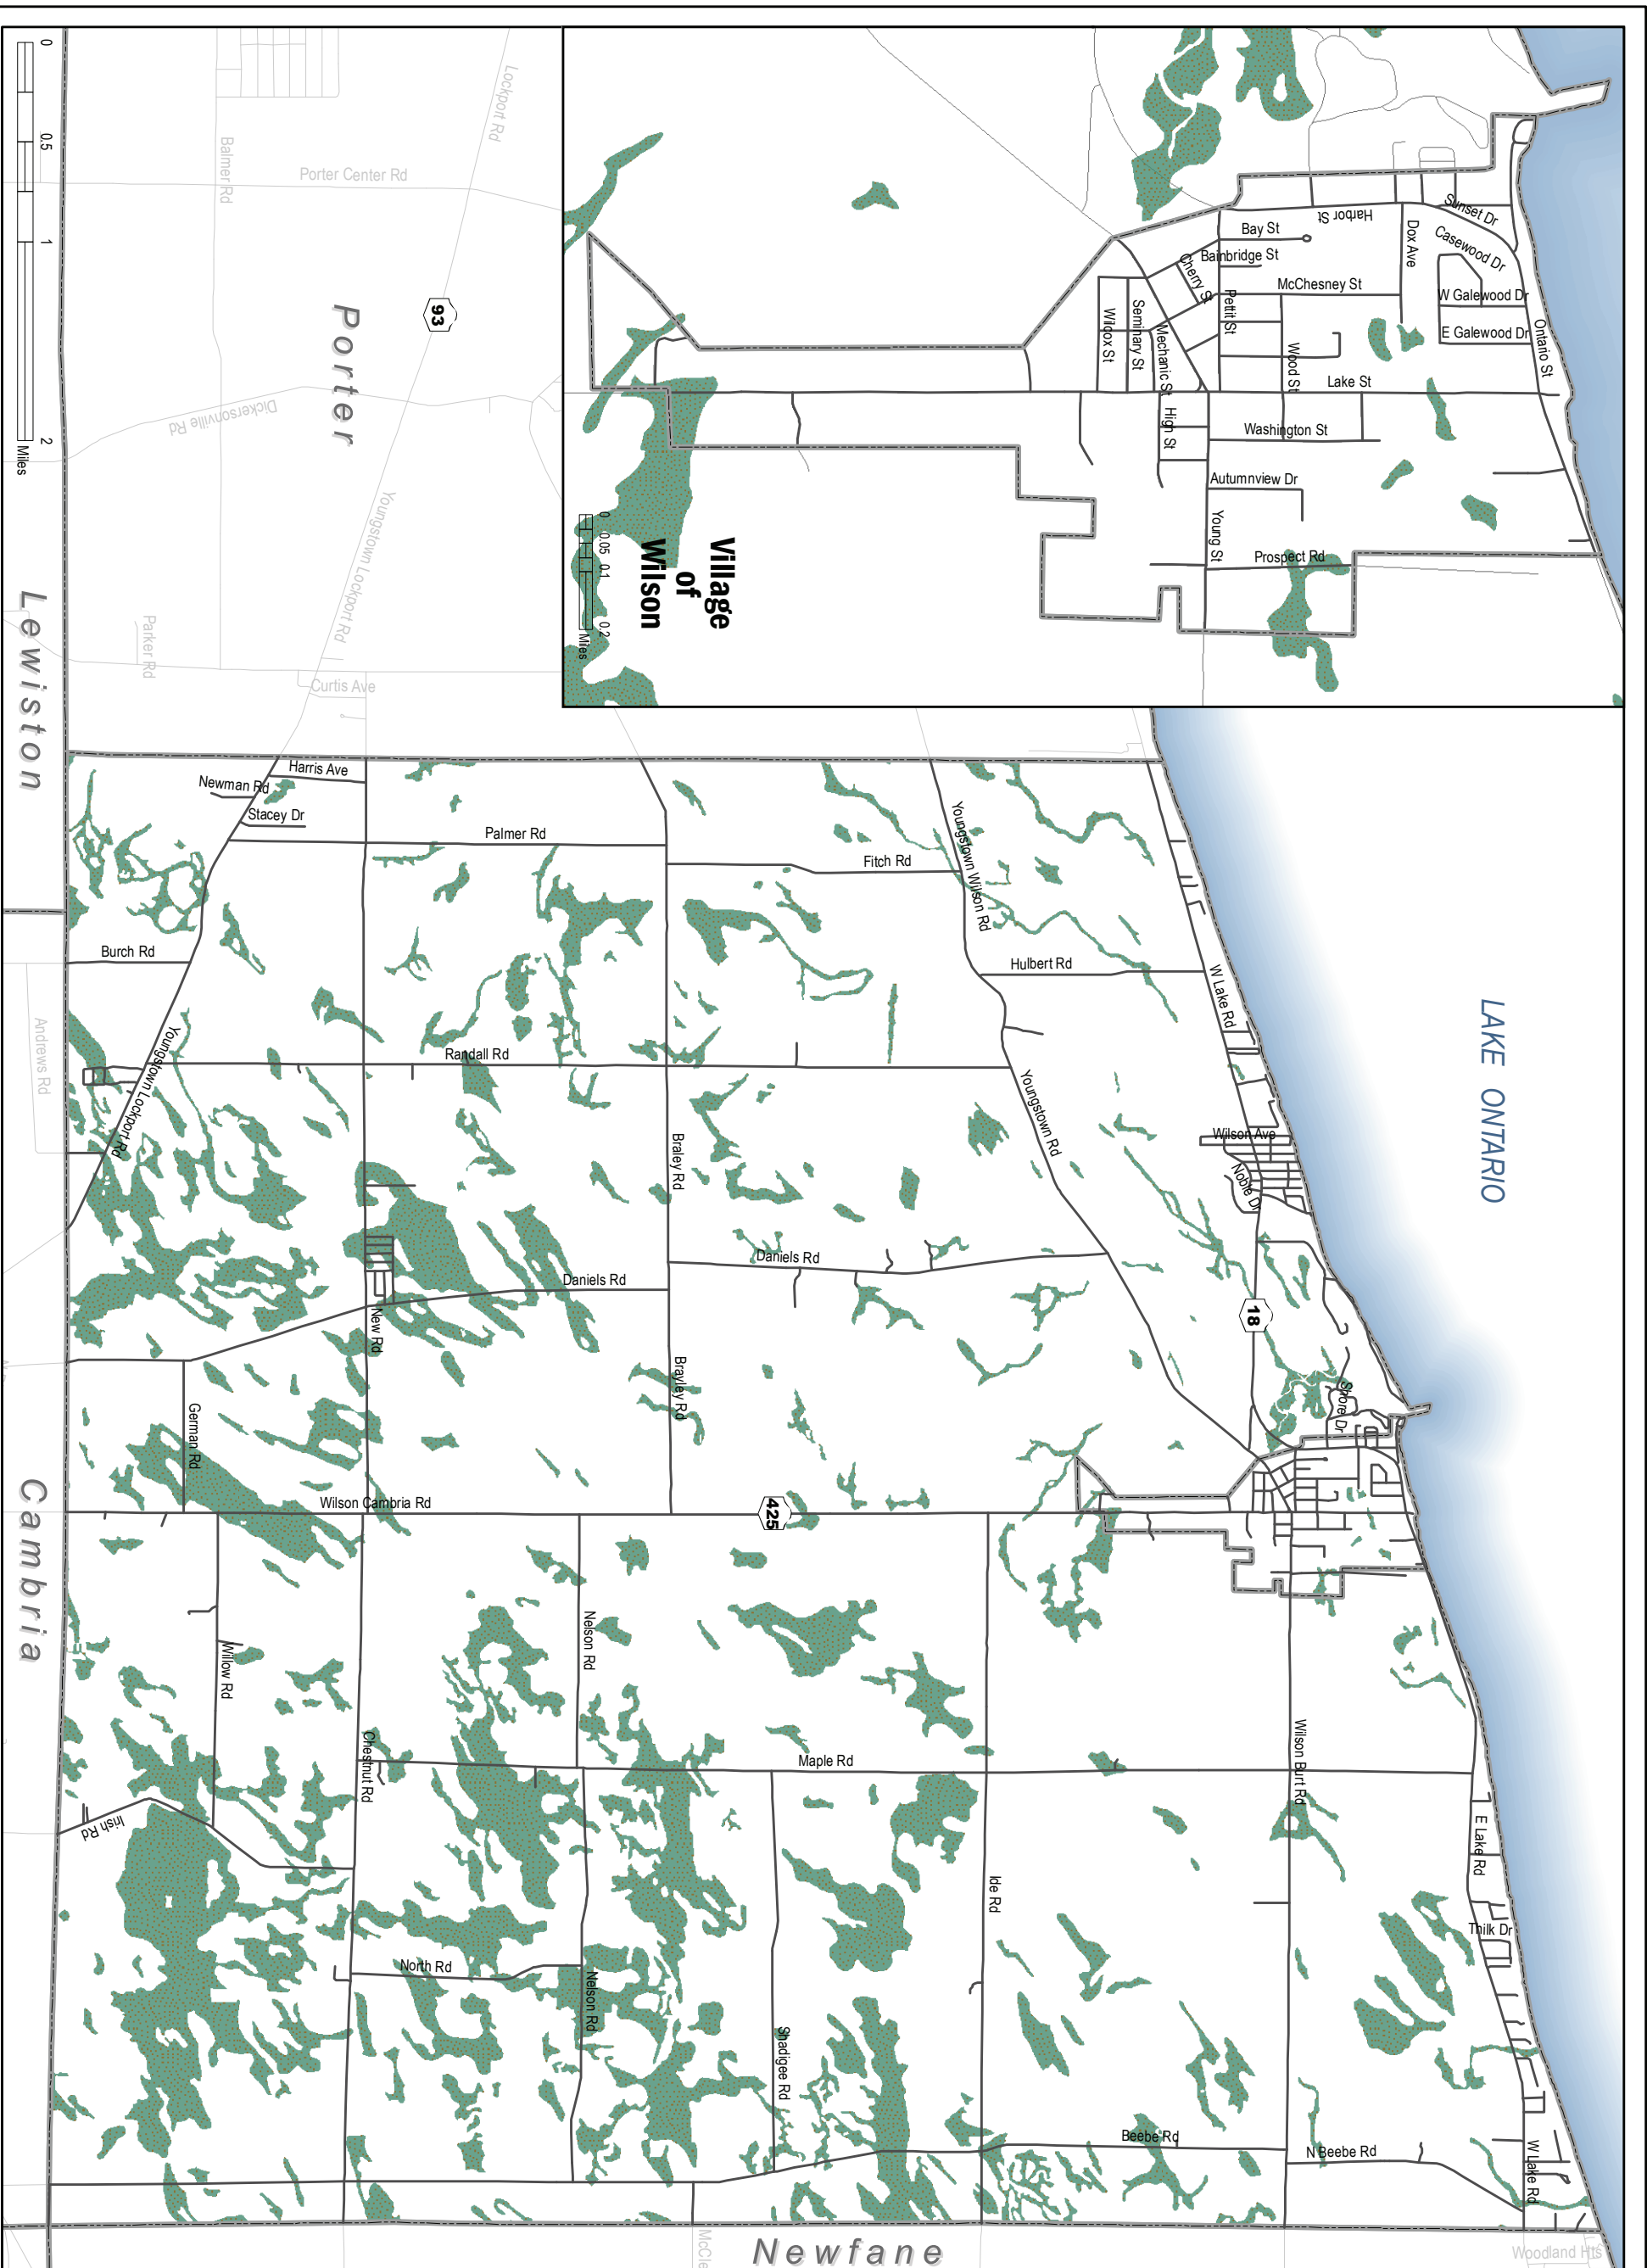 0
0.5
1
2
Miles
Lockport Rd
Balmer Rd
Porter Center Rd
93
Porter
Dickersonville Rd
Youngstown Lockport Rd
Parker Rd
Curtis Ave
Lewiston
Village
of
Wilson
0
0.05
0.1
0.2
Miles
Sunset Dr
Harbor St
Bay St
Dox Ave
Casewood Dr
Bainbridge St
Cherry St
McChesney St
W Galewood Dr
Pettit St
Seminary St
E Galewood Dr
Ontario St
Wilcox St
Mechanic St
Wood St
Lake St
High St
Washington St
Autumnview Dr
Young St
Prospect Rd
LAKE ONTARIO
Harris Ave
Newman Rd
Stacey Dr
Palmer Rd
Fitch Rd
Youngstown Wilson Rd
Burch Rd
Hulbert Rd
W Lake Rd
Andrews Rd
Youngstown Lockport Rd
Randall Rd
Youngstown Rd
Braley Rd
Wilson Ave
Noble Dr
Daniels Rd
Daniels Rd
18
New Rd
Brayley Rd
Shore Dr
German Rd
Wilson Cambria Rd
425
Cambria
Nelson Rd
Willow Rd
Chestnut Rd
Maple Rd
Wilson Burt Rd
Irish Rd
E Lake Rd
Ide Rd
Thilk Dr
North Rd
Nelson Rd
Shadigee Rd
Beebe Rd
N Beebe Rd
W Lake Rd
Newfane
Woodland Hts